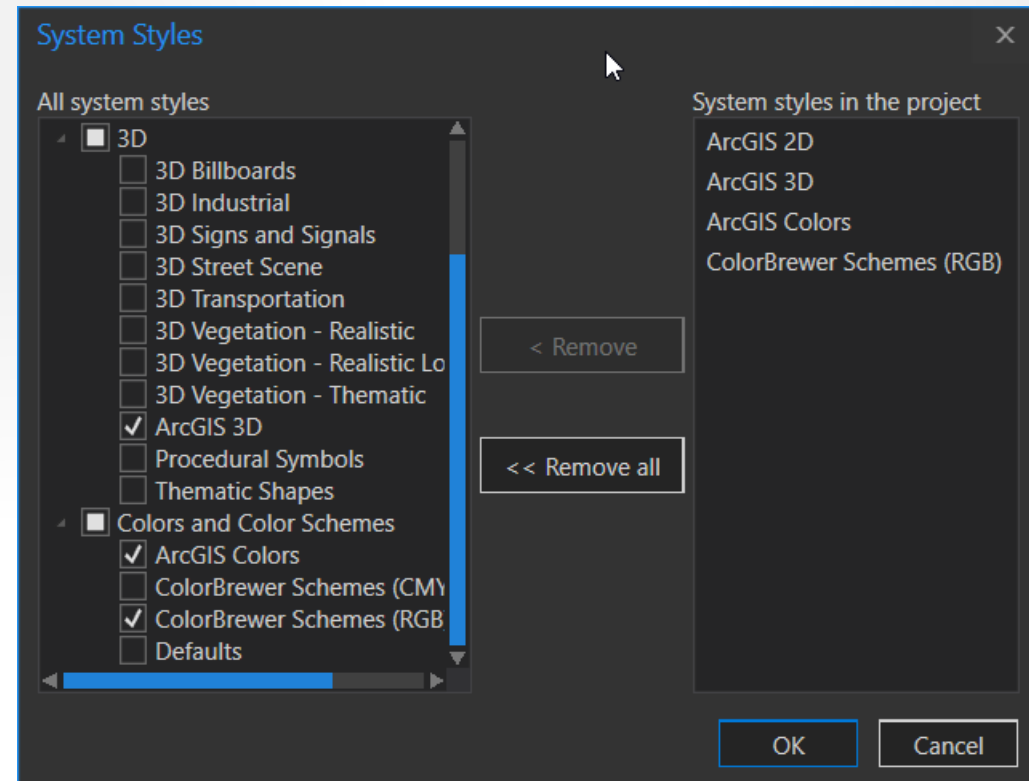 System Styles
All system styles
3D
3D Billboards
3D Industrial
3D Signs and Signals
3D Street Scene
3D Transportation
3D Vegetation - Realistic
3D Vegetation - Realistic Lo
3D Vegetation - Thematic
ArcGIS 3D
Procedural Symbols
Thematic Shapes
Colors and Color Schemes
ArcGIS Colors
ColorBrewer Schemes (CMY
ColorBrewer Schemes (RGB)
Defaults
< Remove
<< Remove all
System styles in the project
ArcGIS 2D
ArcGIS 3D
ArcGIS Colors
ColorBrewer Schemes (RGB)
OK
Cancel